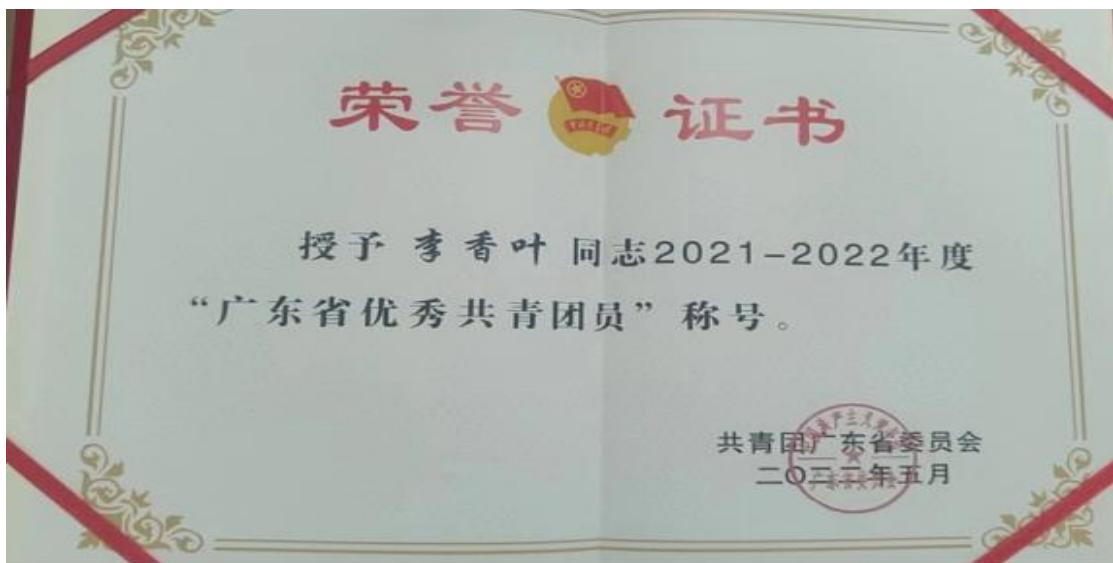 荣誉证书
授予 李香叶 同志2021-2022年度
“广东省优秀共青团员”称号。
共青团广东省委员会
二〇二二年五月